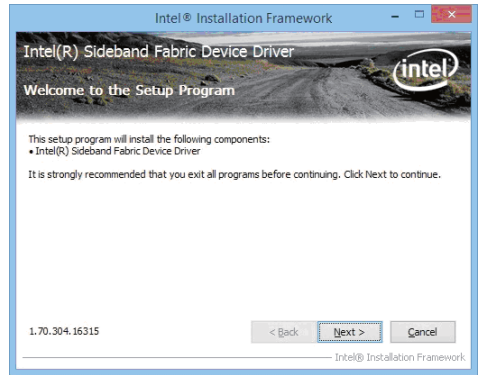 Intel® Installation Framework
Intel(R) Sideband Fabric Device Driver
intel
Welcome to the Setup Program
This setup program will install the following components:
• Intel(R) Sideband Fabric Device Driver
It is strongly recommended that you exit all programs before continuing. Click Next to continue.
1.70.304.16315
< Back Next > Cancel
Intel® Installation Framework